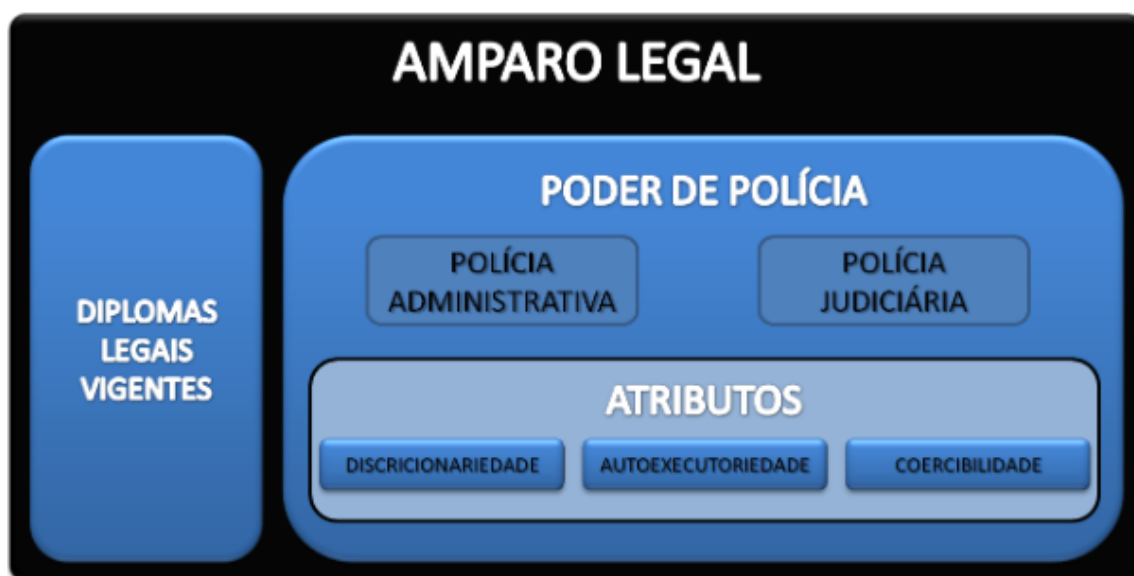 AMPARO LEGAL
DIPLOMAS
LEGAIS
VIGENTES
PODER DE POLÍCIA
POLÍCIA
ADMINISTRATIVA
POLÍCIA
JUDICIÁRIA
ATRIBUTOS
DISCRICIONARIEDADE
AUTOEXECUTORIEDADE
COERCIBILIDADE